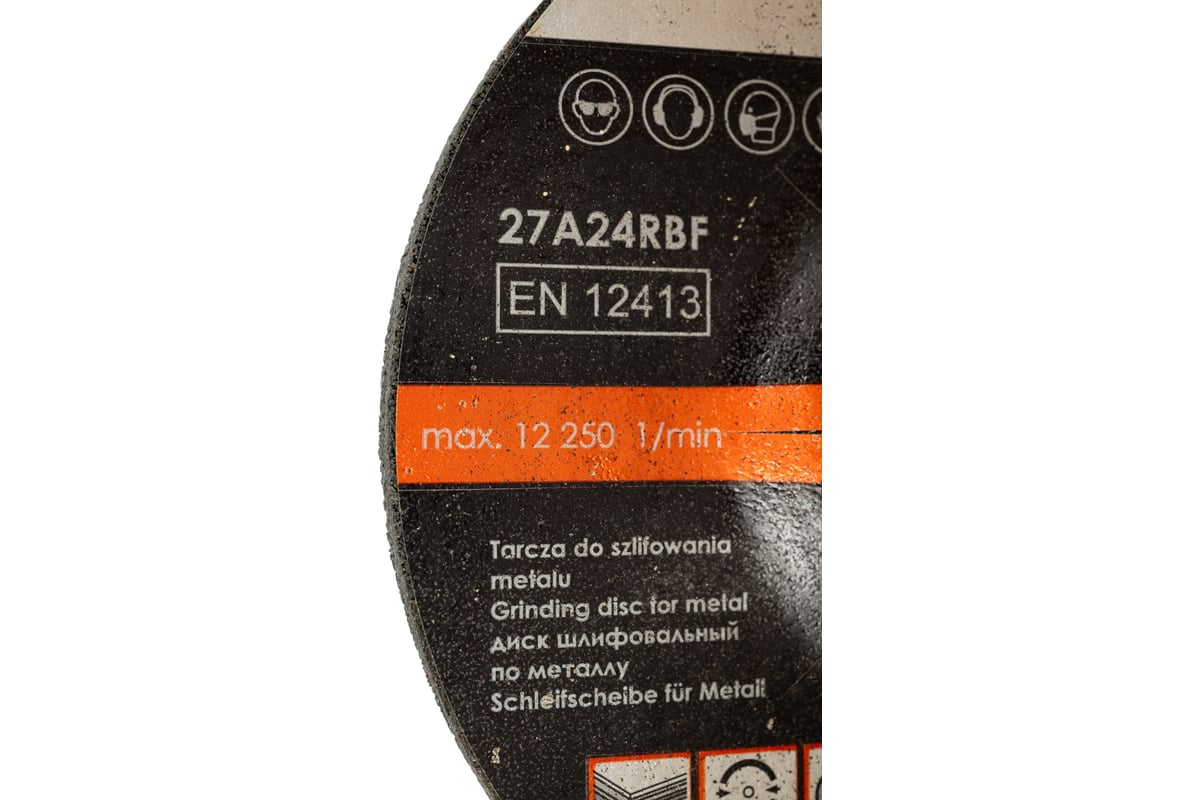 27A24RBF
EN 12413
max. 12 250 1/min
Tarcza do szlifowania
metalu
Grinding disc for metal
диск шлифовальный
по металлу
Schleifscheibe für Metall